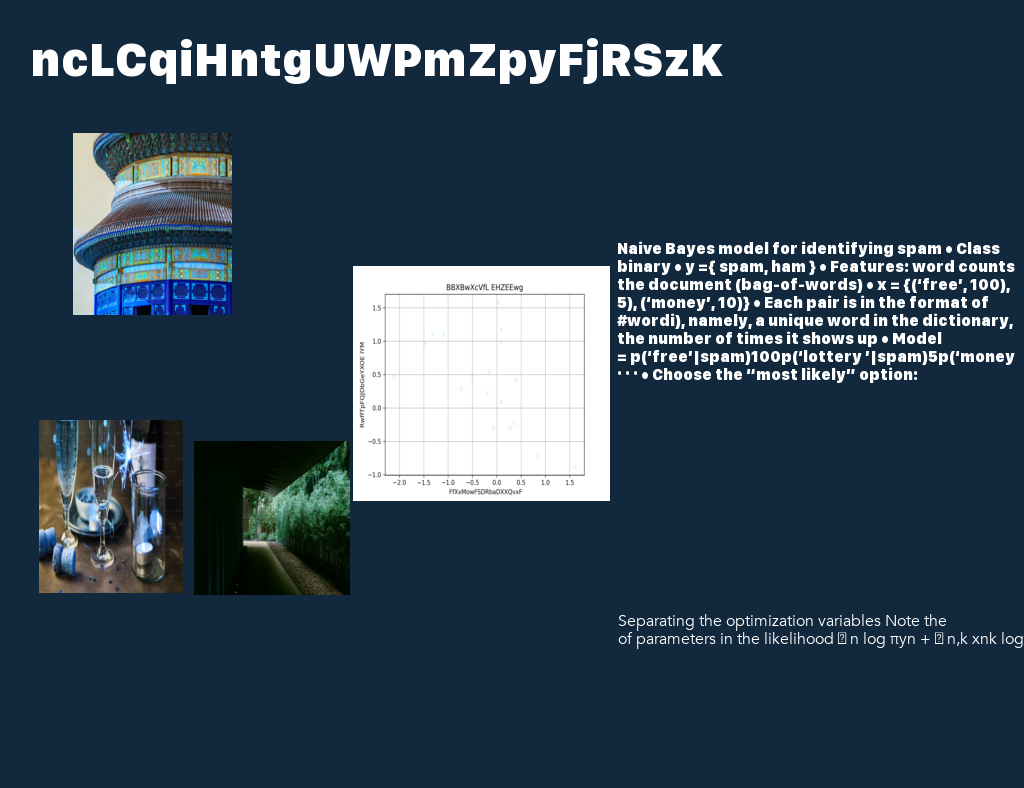 ncLCqiHntgUWPmZpyFjRSzK
BBXBwXcVfL EHZEEwg
1.5
1.0
0.5
0.0
−0.5
−1.0
−2.0 −1.5 −1.0 −0.5 0.0 0.5 1.0 1.5
FfXxMowFSDRbaDXXQvxF
Naive Bayes model for identifying spam • Class
binary • y ={ spam, ham } • Features: word counts
the document (bag-of-words) • x = {(‘free’, 100),
5), (‘money’, 10)} • Each pair is in the format of
#wordi), namely, a unique word in the dictionary,
the number of times it shows up • Model
= p(‘free’|spam)100p(‘lottery ’|spam)5p(‘money
· · · • Choose the “most likely” option:
Separating the optimization variables Note the
of parameters in the likelihood n log πyn + n,k xnk log